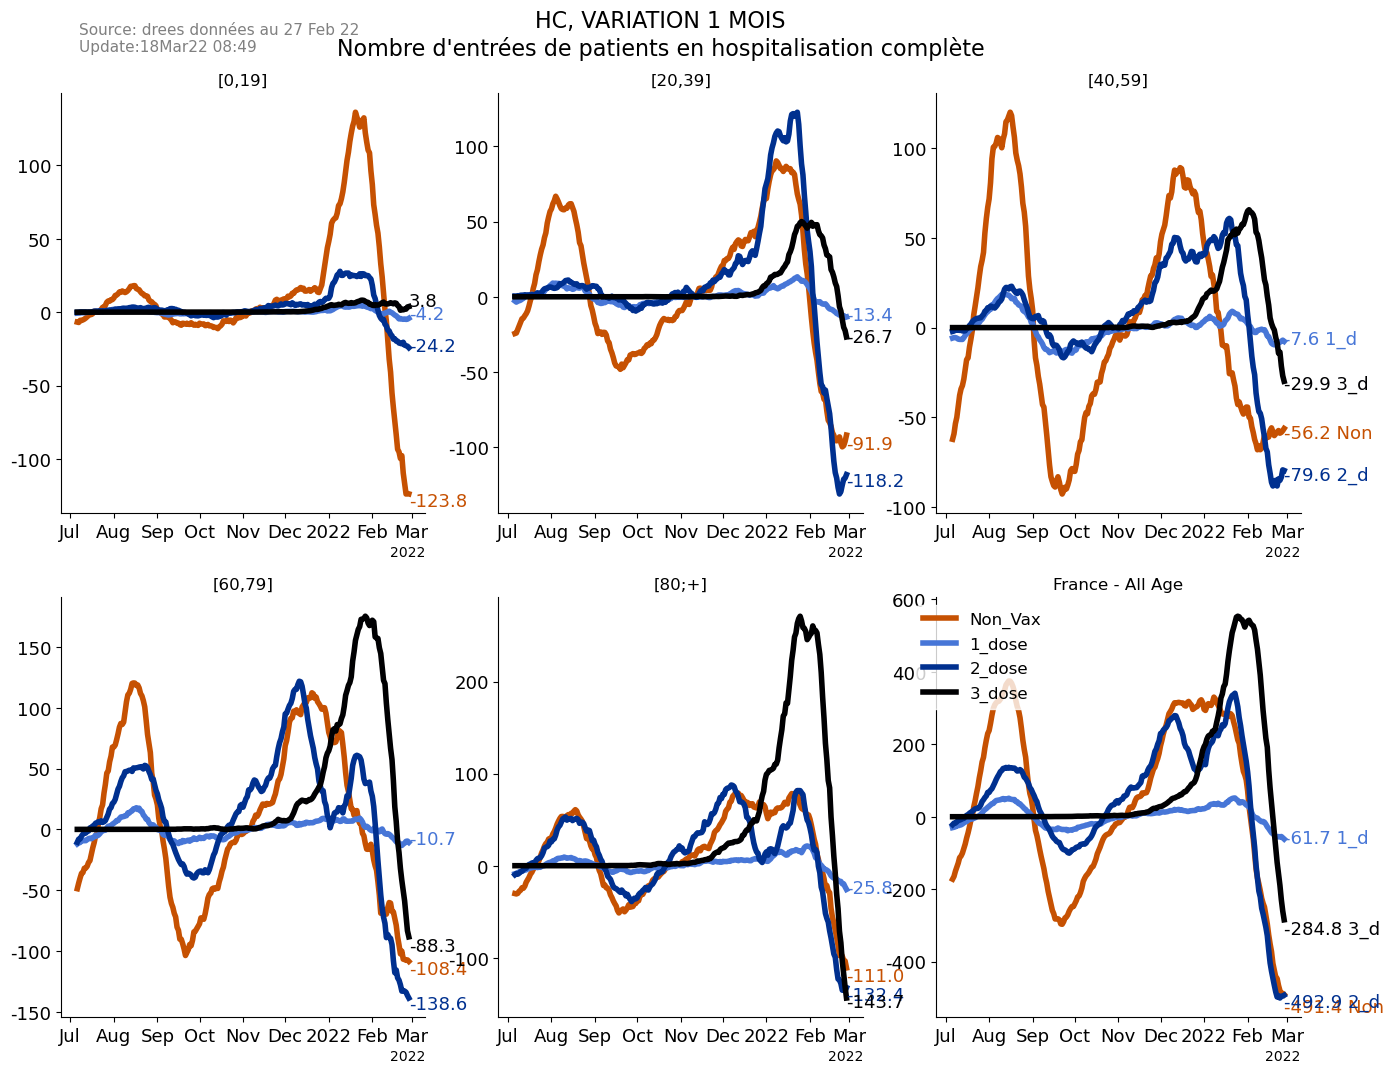 HC, VARIATION 1 MOIS
Source: drees données au 27 Feb 22
Update:18Mar22 08:49
Nombre d'entrées de patients en hospitalisation complète
[0,19]
100
50
0
-50
-100
3.8
-4.2
-24.2
-123.8
Jul Aug Sep Oct Nov Dec 2022 Feb Mar
2022
[20,39]
100
50
0
-50
-100
-13.4
-26.7
-91.9
-118.2
Jul Aug Sep Oct Nov Dec 2022 Feb Mar
2022
[40,59]
100
50
0
-50
-100
-7.6 1_d
-29.9 3_d
-56.2 Non
-79.6 2_d
Jul Aug Sep Oct Nov Dec 2022 Feb Mar
2022
[60,79]
150
100
50
0
-50
-100
-150
-10.7
-88.3
-108.4
-138.6
Jul Aug Sep Oct Nov Dec 2022 Feb Mar
2022
[80;+]
200
100
0
-100
-25.8
-111.0
-132.4
-143.7
Jul Aug Sep Oct Nov Dec 2022 Feb Mar
2022
France - All Age
600
400
200
0
-200
-400
Non_Vax
1_dose
2_dose
3_dose
-61.7 1_d
-284.8 3_d
-492.9 2_d
-491.4 Non
Jul Aug Sep Oct Nov Dec 2022 Feb Mar
2022